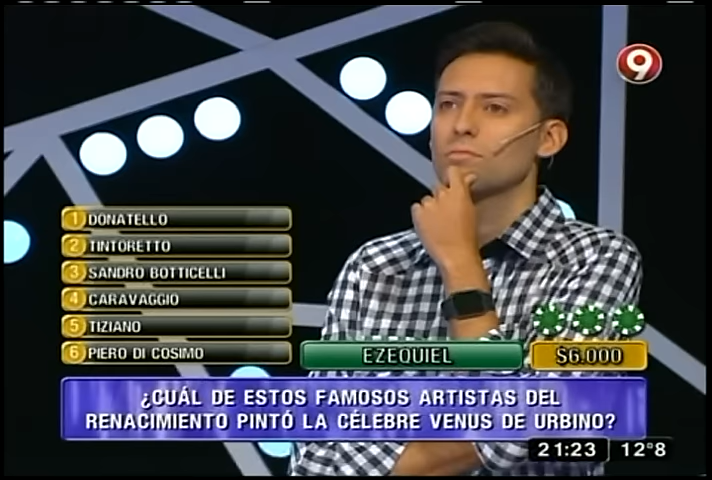 9
1 DONATELLO
2 TINTORETTO
3 SANDRO BOTTICELLI
4 CARAVAGGIO
5 TIZIANO
6 PIERO DI COSIMO
EZEQUIEL
$6.000
¿CUÁL DE ESTOS FAMOSOS ARTISTAS DEL
RENACIMIENTO PINTÓ LA CÉLEBRE VENUS DE URBINO?
21:23 12°8